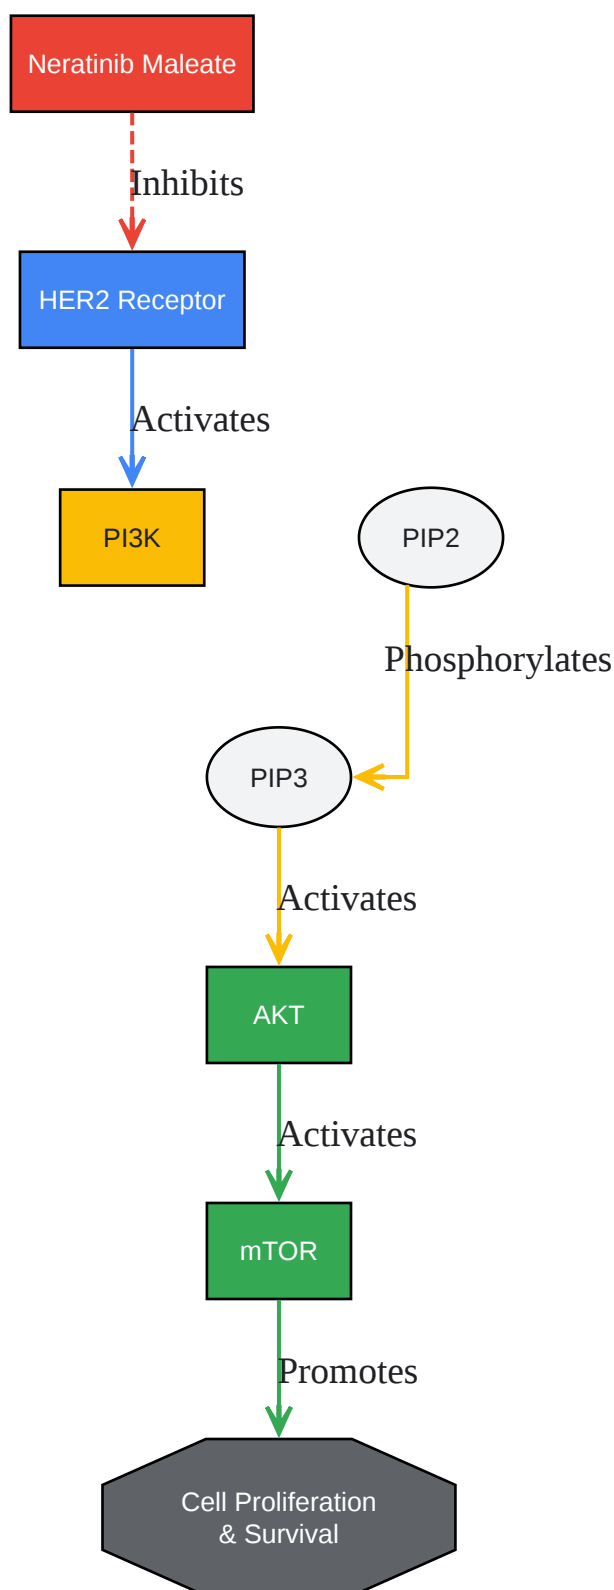 Neratinib Maleate
Inhibits
HER2 Receptor
Activates
PI3K
PIP2
Phosphorylates
PIP3
Activates
AKT
Activates
mTOR
Promotes
Cell Proliferation
& Survival